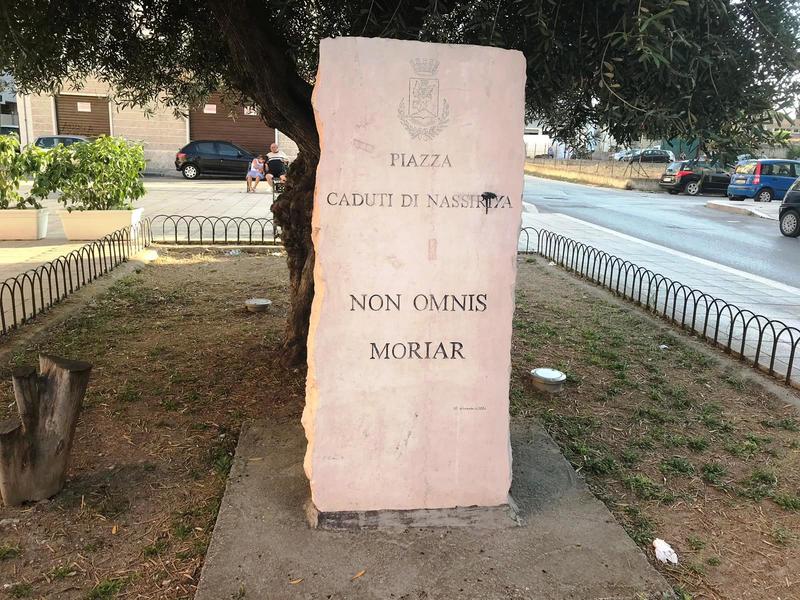 PIAZZA
CADUTI DI NASSIRIYA
NON OMNIS
MORIAR